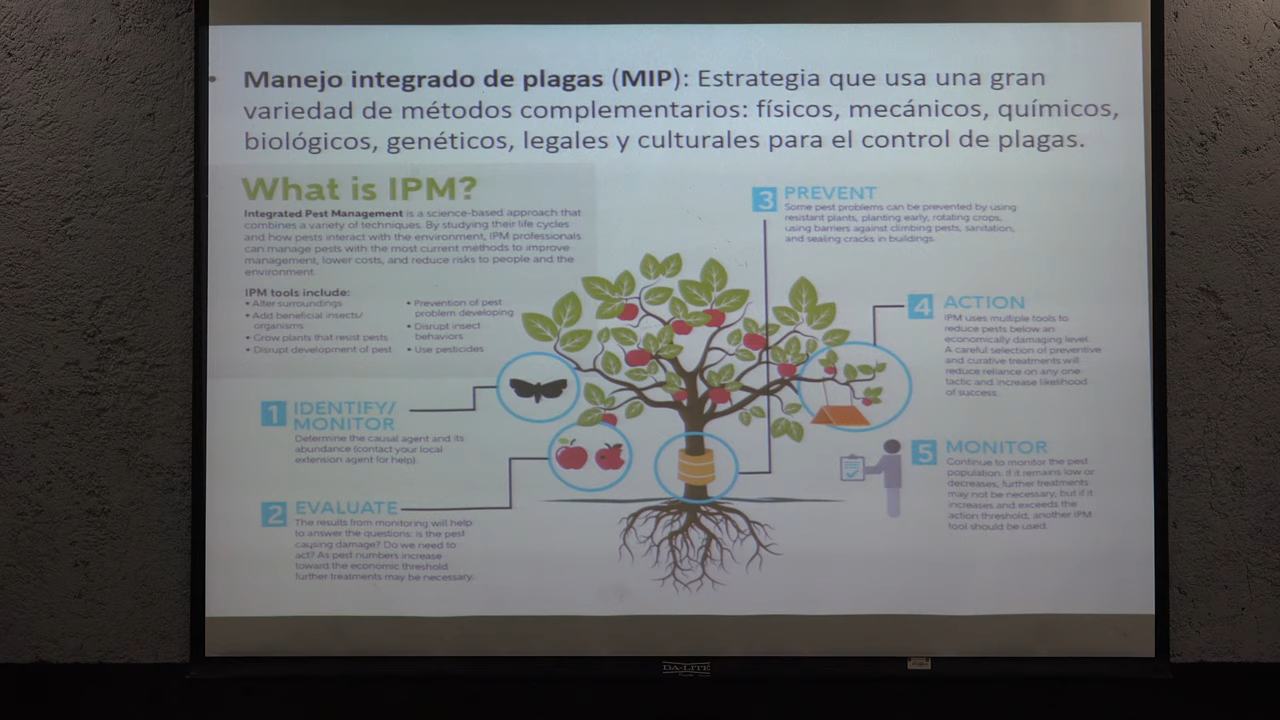 • Manejo integrado de plagas (MIP): Estrategia que usa una gran
variedad de métodos complementarios: físicos, mecánicos, químicos,
biológicos, genéticos, legales y culturales para el control de plagas.
What is IPM?
Integrated Pest Management is a science-based approach that
combines a variety of techniques. By studying their life cycles
and how pests interact with the environment, IPM professionals
can manage pests with the most current methods to improve
management, lower costs, and reduce risks to people and the
environment.
IPM tools include:
• Alter surroundings
• Add beneficial insects/
organisms
• Grow plants that resist pests
• Disrupt development of pest
• Prevention of pest
problem developing
• Disrupt insect
behaviors
• Use pesticides
1 IDENTIFY/
MONITOR
Determine the causal agent and its
abundance (contact your local
extension agent for help).
2 EVALUATE
The results from monitoring will help
to answer the questions: is the pest
causing damage? Do we need to
act? As pest numbers increase
toward the economic threshold
further treatments may be necessary.
3 PREVENT
Some pest problems can be prevented by using
resistant plants, planting early, rotating crops,
using barriers against climbing pests, sanitation,
and sealing cracks in buildings.
4 ACTION
IPM uses multiple tools to
reduce pests below an
economically damaging level.
A careful selection of preventive
and curative treatments will
reduce reliance on any one
tactic and increase likelihood
of success.
5 MONITOR
Continue to monitor the pest
population. If it remains low or
decreases, further treatments
may not be necessary, but if it
increases and exceeds the
action threshold, another IPM
tool should be used.
DA-LITE